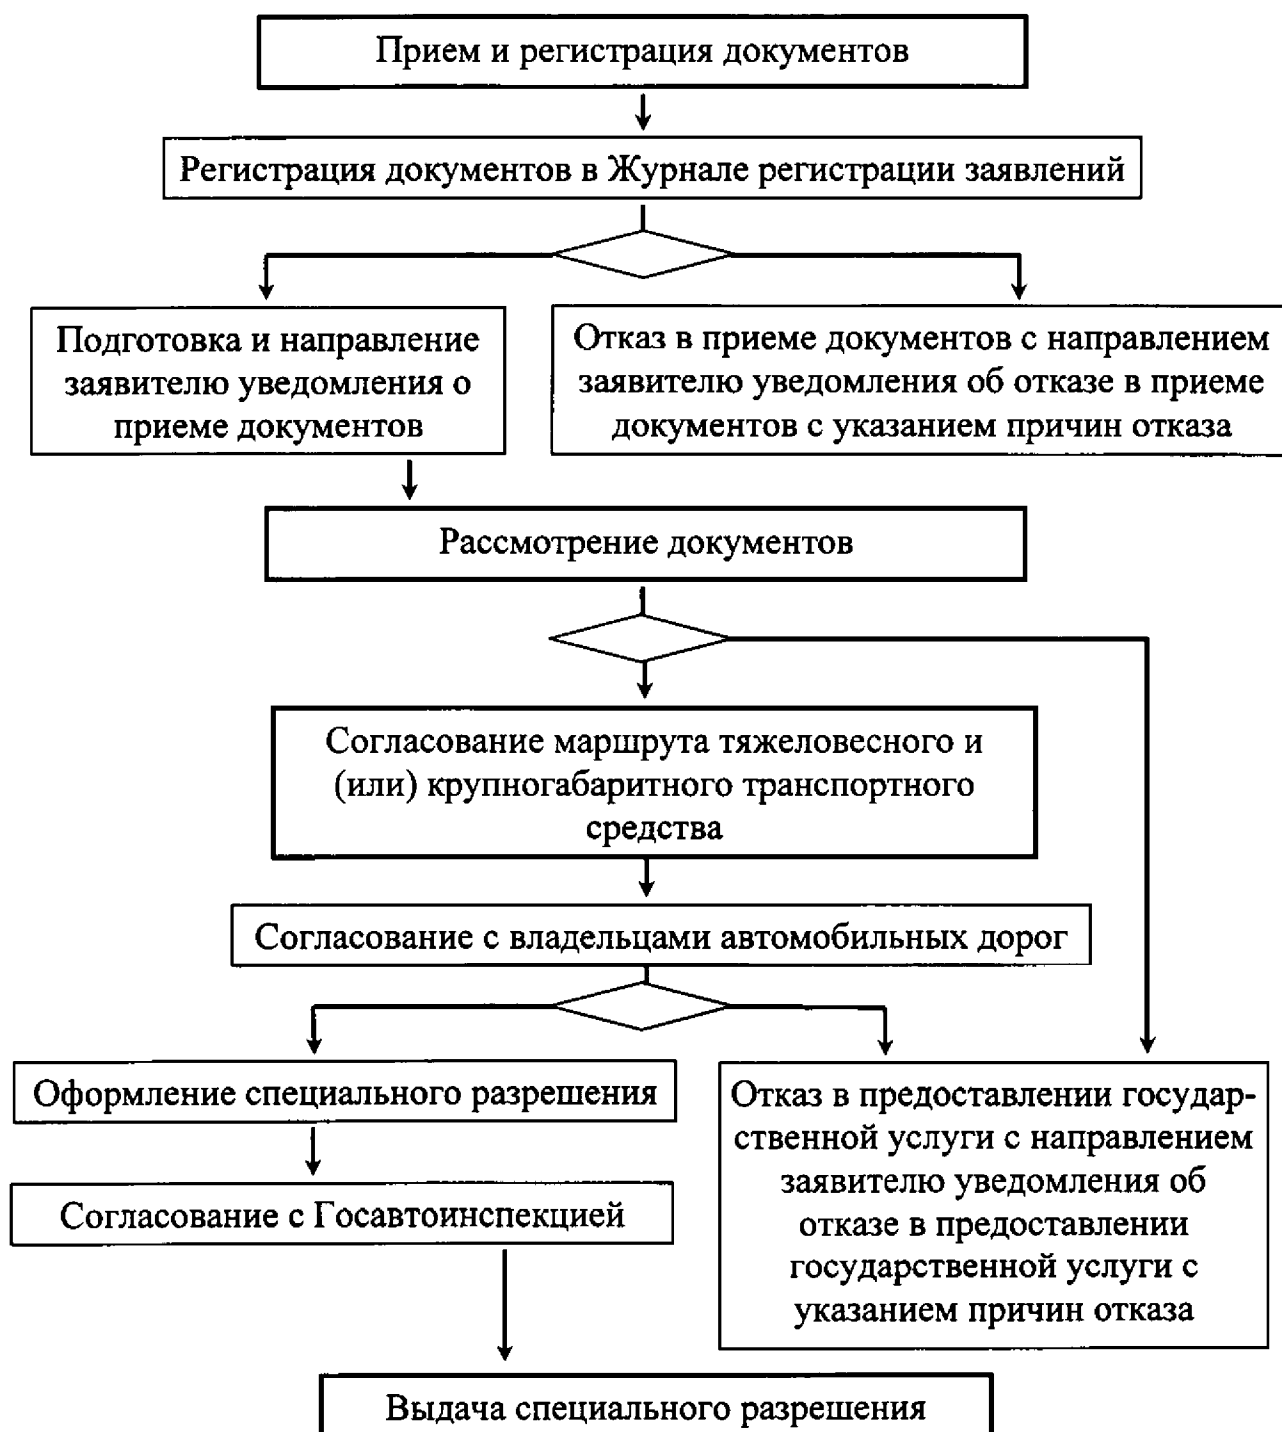 Прием и регистрация документов
Регистрация документов в Журнале регистрации заявлений
Подготовка и направление
заявителю уведомления о
приеме документов
Отказ в приеме документов с направлением
заявителю уведомления об отказе в приеме
документов с указанием причин отказа
Рассмотрение документов
Согласование маршрута тяжеловесного и
(или) крупногабаритного транспортного
средства
Согласование с владельцами автомобильных дорог
Оформление специального разрешения
Согласование с Госавтоинспекцией
Отказ в предоставлении государ-
ственной услуги с направлением
заявителю уведомления об
отказе в предоставлении
государственной услуги с
указанием причин отказа
Выдача специального разрешения